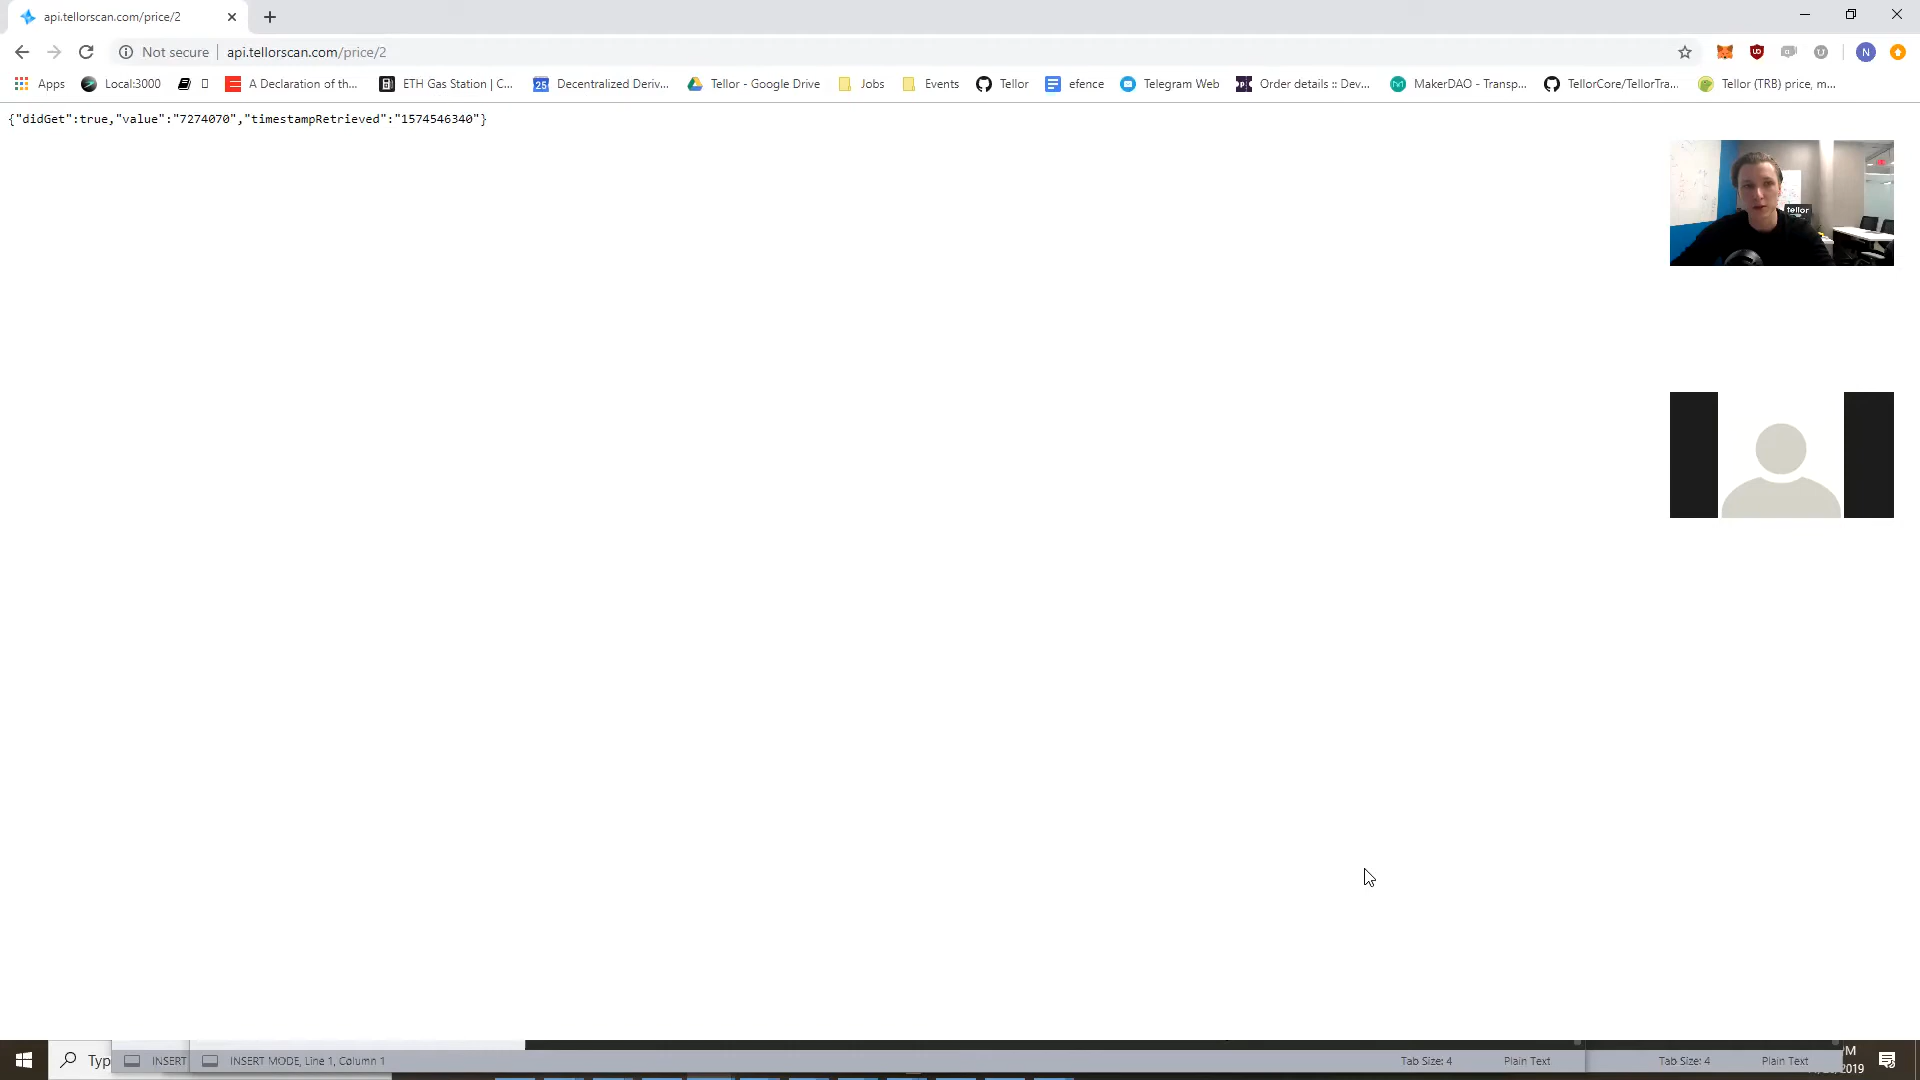 api.tellorscan.com/price/2
Not secure api.tellorscan.com/price/2 N
Apps Local:3000 A Declaration of th... ETH Gas Station | C... 25 Decentralized Deriv... Tellor - Google Drive Jobs Events Tellor efence Telegram Web Order details :: Dev... MakerDAO - Transp... TellorCore/TellorTra... Tellor (TRB) price, m...
{"didGet":true,"value":"7274070","timestampRetrieved":"1574546340"}
tellor
Typ INSERT INSERT MODE, Line 1, Column 1 Tab Size: 4 Plain Text Tab Size: 4 Plain Text